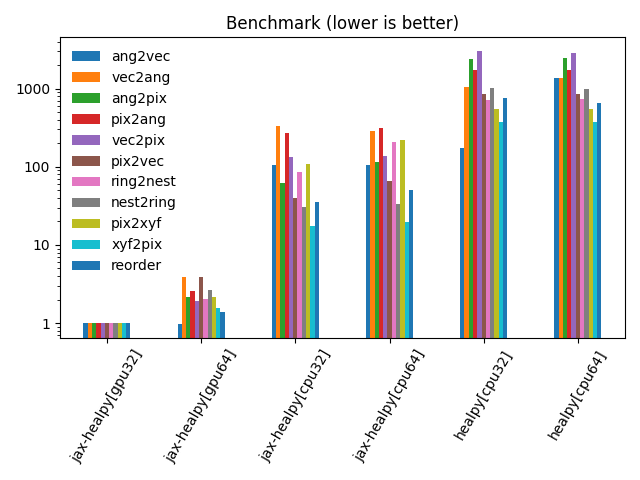 Benchmark (lower is better)
ang2vec
vec2ang
ang2pix
pix2ang
vec2pix
pix2vec
ring2nest
nest2ring
pix2xyf
xyf2pix
reorder
1000
100
10
1
jax-healpy[gpu32]
jax-healpy[gpu64]
jax-healpy[cpu32]
jax-healpy[cpu64]
healpy[cpu32]
healpy[cpu64]